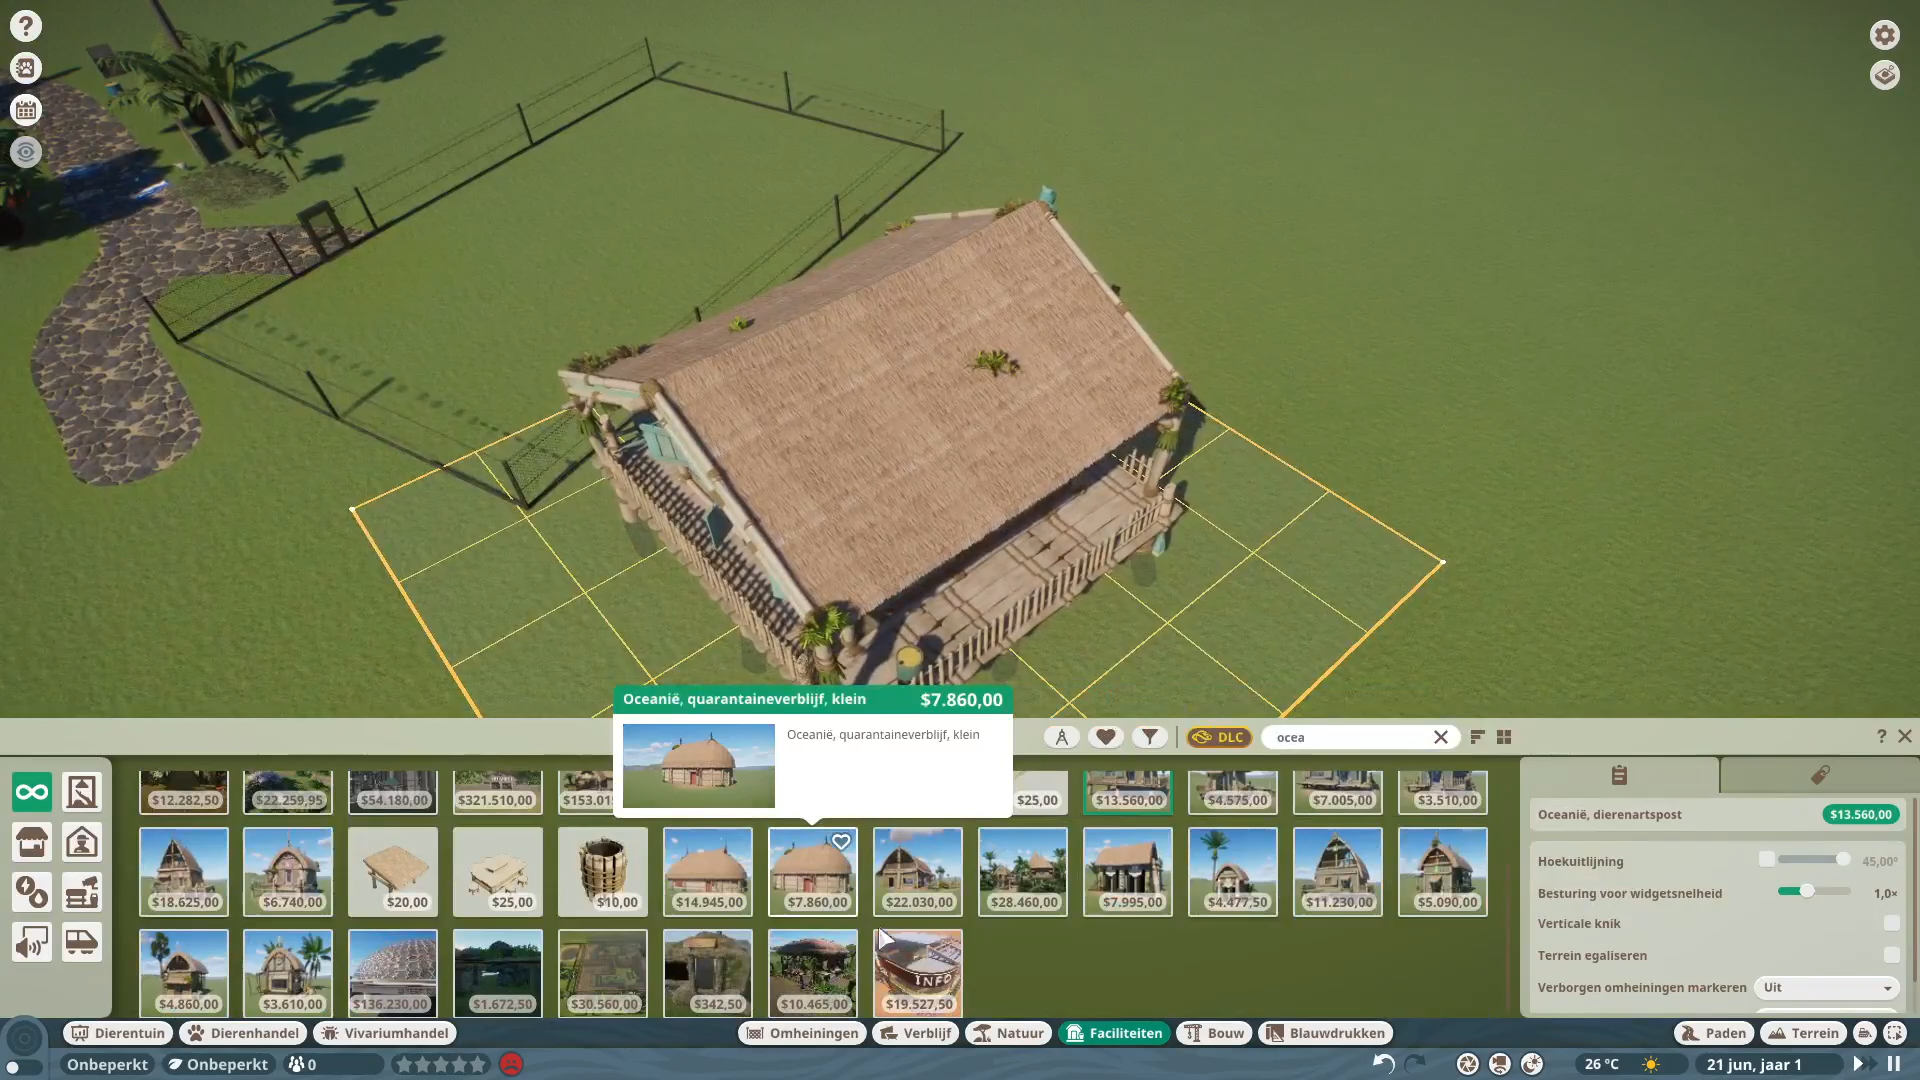 Oceanië, quarantaineverblijf, klein $7.860,00
Oceanië, quarantaineverblijf, klein
DLC
ocea
?
?
$12.282,50 $22.259,95 $54.180,00 $321.510,00 $25,00 $13.560,00 $4.575,00 $7.005,00 $3.510,00
$18.625,00 $6.740,00 $20,00 $25,00 $10,00 $14.945,00 $7.860,00 $22.030,00 $28.460,00 $7.995,00 $4.477,50 $11.230,00 $5.090,00
$4.860,00 $3.610,00 $136.230,00 $1.672,50 $30.560,00 $342,50 $10.465,00 $19.527,50
INFO
Oceanië, dierenartspost $13.560,00
Hoekuitlijning 45,00°
Besturing voor widgetsnelheid 1,0×
Verticale knik
Terrein egaliseren
Verborgen omheiningen markeren Uit
Dierentuin Dierenhandel Vivariumhandel Omheiningen Verblijf Natuur Faciliteiten Bouw Blauwdrukken Paden Terrein
Onbeperkt Onbeperkt 0 26 °C 21 jun, jaar 1